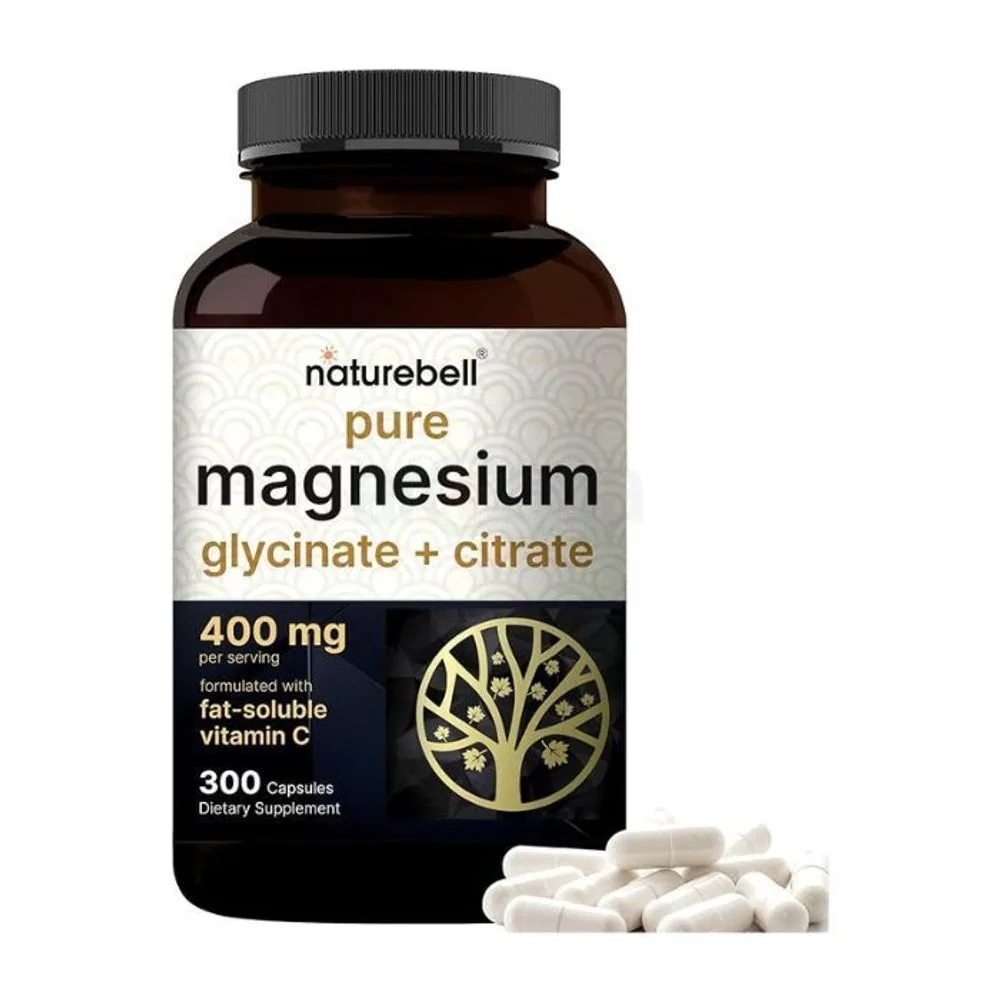 naturebell®
pure
magnesium
glycinate + citrate
400 mg
per serving
formulated with
fat-soluble
vitamin C
300 Capsules
Dietary Supplement